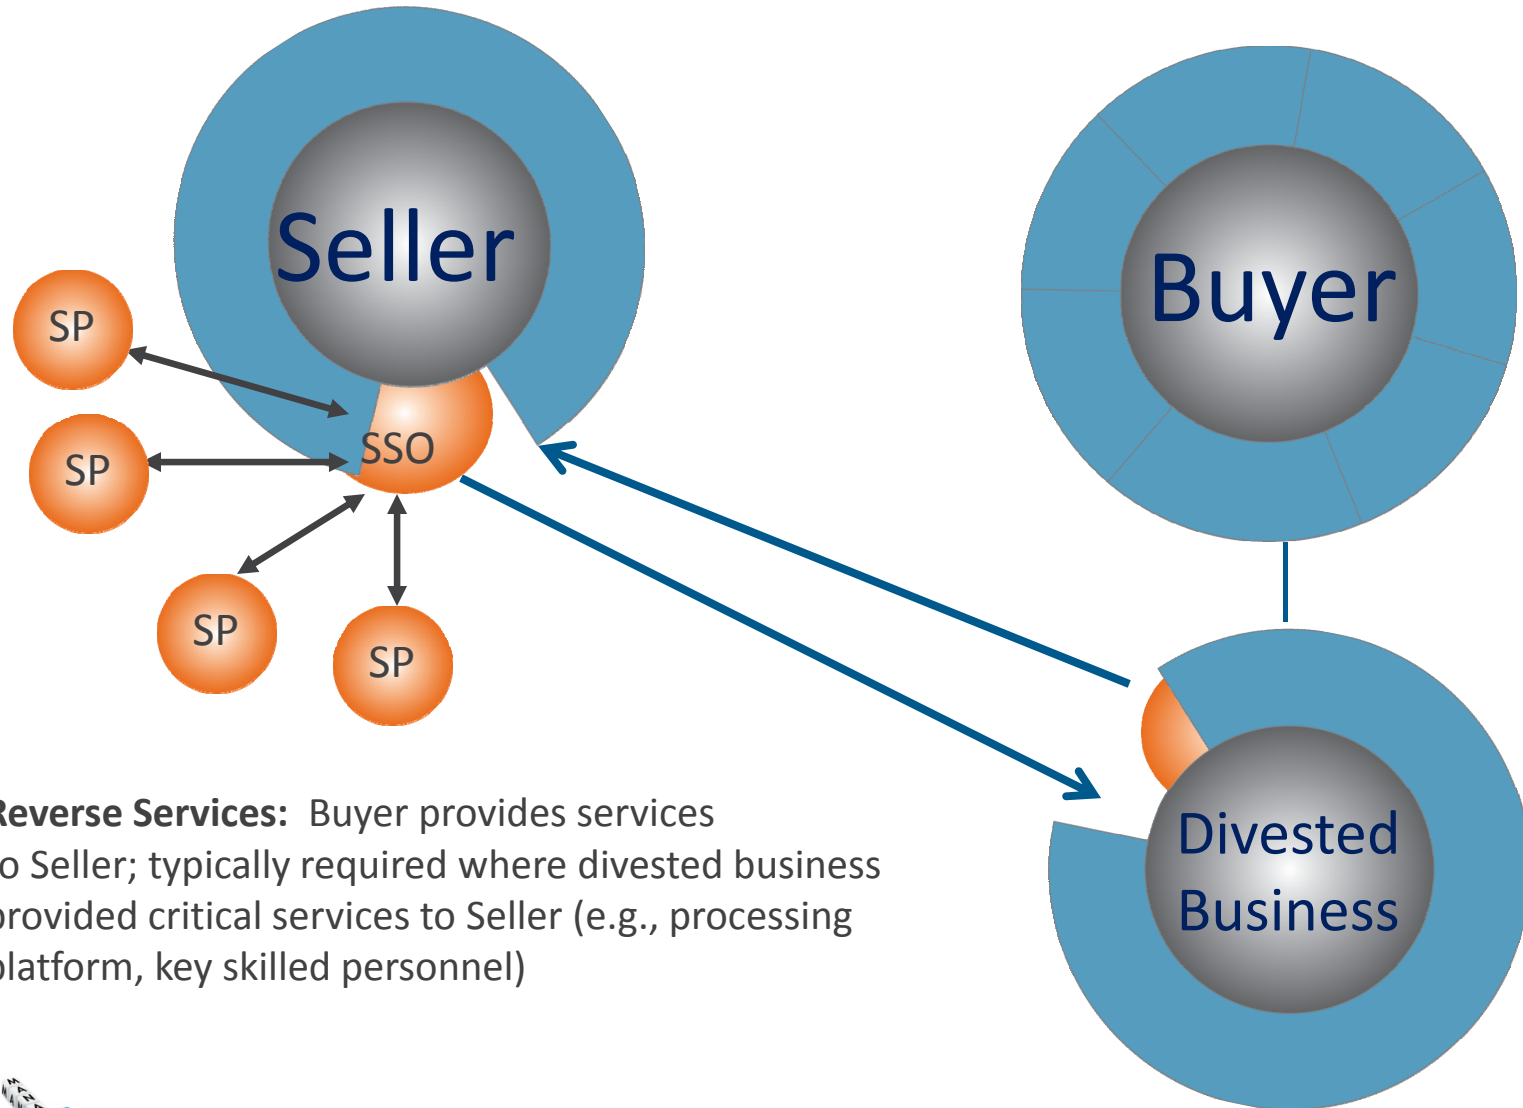 Seller
Buyer
SP
SP
SSO
SP
SP
Reverse Services: Buyer provides services
to Seller; typically required where divested business
provided critical services to Seller (e.g., processing
platform, key skilled personnel)
Divested
Business